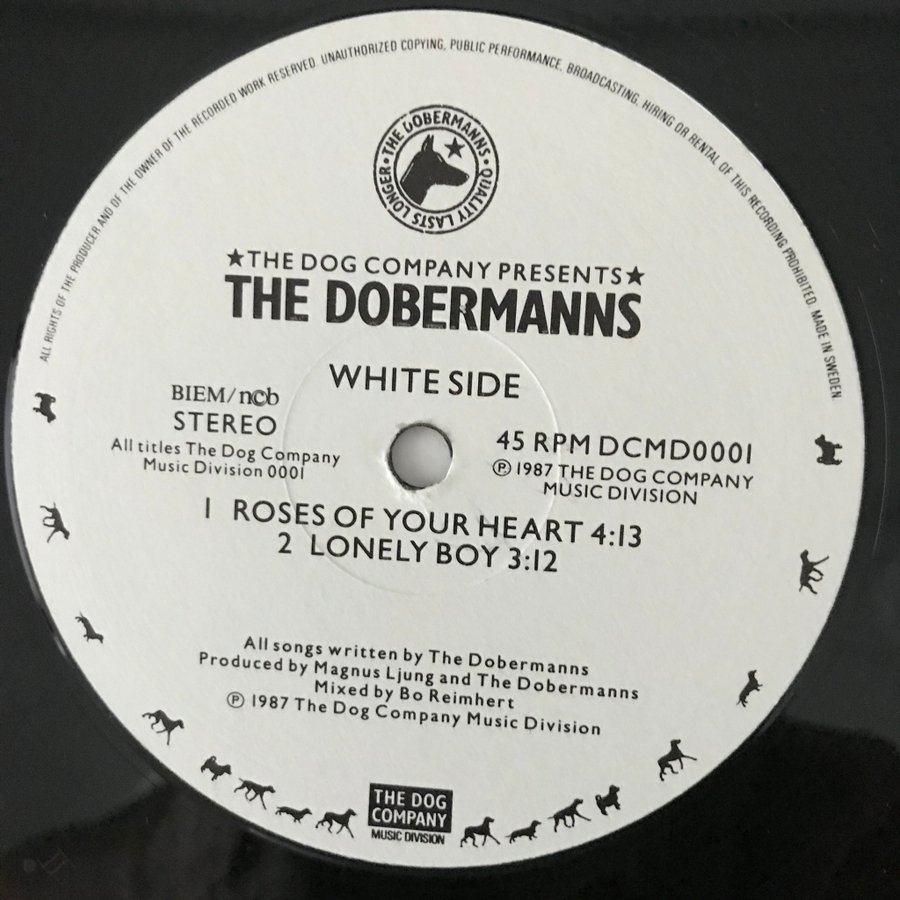 ALL RIGHTS OF THE PRODUCER AND OF THE OWNER OF THE RECORDED WORK RESERVED. UNAUTHORIZED COPYING, PUBLIC PERFORMANCE, BROADCASTING, HIRING OR RENTAL OF THIS RECORDING PROHIBITED. MADE IN SWEDEN.
• THE DOBERMANNS • QUALITY LASTS LONGER
★THE DOG COMPANY PRESENTS★
THE DOBERMANNS
WHITE SIDE
BIEM/ncb
STEREO
All titles The Dog Company
Music Division 0001
45 RPM DCMD0001
℗ 1987 THE DOG COMPANY
MUSIC DIVISION
1 ROSES OF YOUR HEART 4:13
2 LONELY BOY 3:12
All songs written by The Dobermanns
Produced by Magnus Ljung and The Dobermanns
Mixed by Bo Reimhert
℗ 1987 The Dog Company Music Division
THE DOG
COMPANY
MUSIC DIVISION